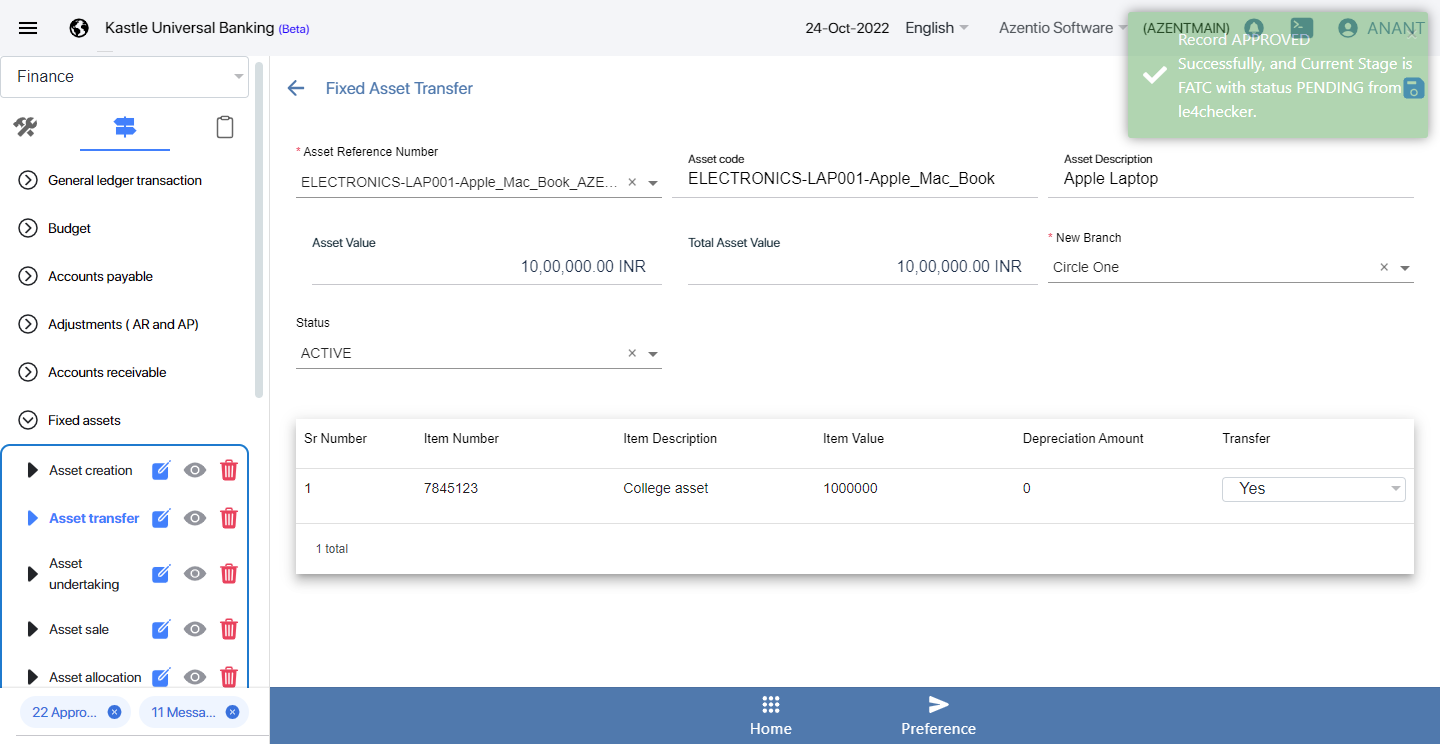 Kastle Universal Banking (Beta)
24-Oct-2022
English
Azentio Software
(AZENTMAIN)
ANANT
Record APPROVED
Successfully, and Current Stage is
FATC with status PENDING from
le4checker.
Finance
General ledger transaction
Budget
Accounts payable
Adjustments ( AR and AP)
Accounts receivable
Fixed assets
Asset creation
Asset transfer
Asset
undertaking
Asset sale
Asset allocation
22 Appro...
11 Messa...
Fixed Asset Transfer
* Asset Reference Number
ELECTRONICS-LAP001-Apple_Mac_Book_AZE...
Asset code
ELECTRONICS-LAP001-Apple_Mac_Book
Asset Description
Apple Laptop
Asset Value
10,00,000.00 INR
Total Asset Value
10,00,000.00 INR
* New Branch
Circle One
Status
ACTIVE
Sr Number Item Number Item Description Item Value Depreciation Amount Transfer
1 7845123 College asset 1000000 0 Yes
1 total
Home
Preference